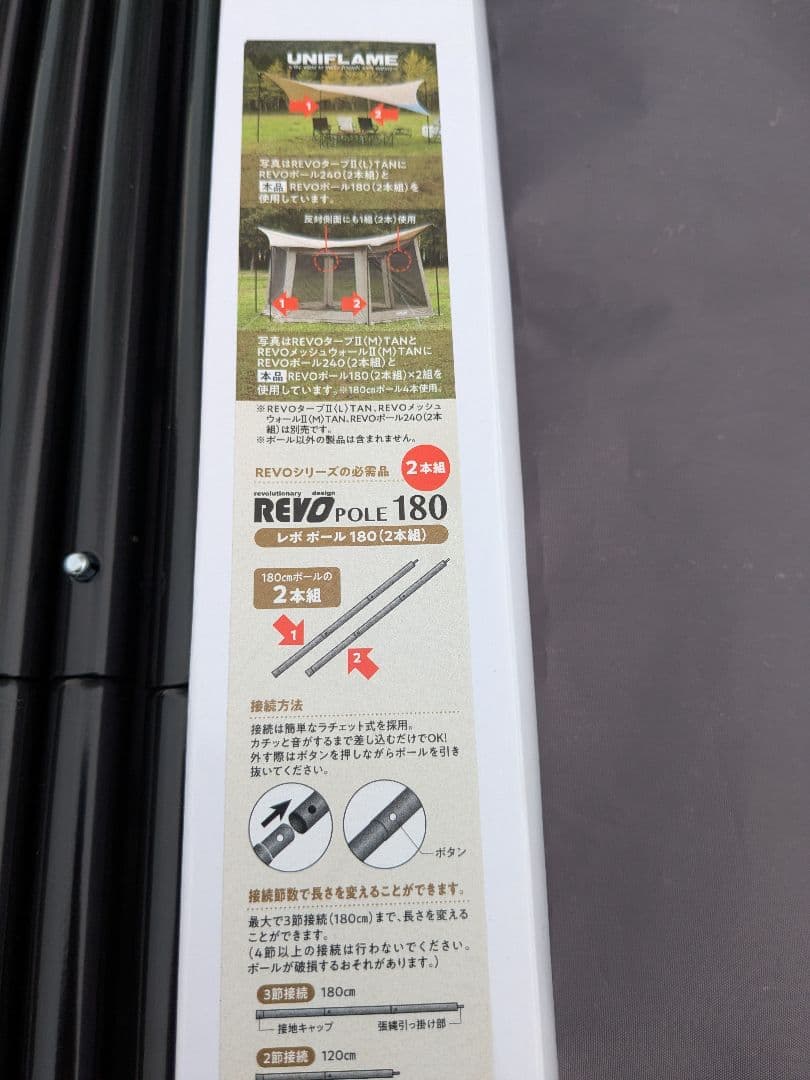 UNIFLAME
1
2
写真はREVOタープⅡ〈L〉TANに
REVOポール240(2本組)と
本品 REVOポール180(2本組)を
使用しています。
反対側面にも1組(2本)使用
1
2
写真はREVOタープⅡ〈M〉TANと
REVOメッシュウォールⅡ〈M〉TANに
REVOポール240(2本組)と
本品 REVOポール180(2本組)×2組を
使用しています。※180cmポール4本使用。
※REVOタープⅡ〈L〉TAN、REVOメッシュ
ウォールⅡ〈M〉TAN、REVOポール240(2本
組)は別売です。
※ポール以外の製品は含まれません。
REVOシリーズの必需品
2本組
revolutionary design
REVO POLE 180
レボ ポール 180(2本組)
180cmポールの
2本組
1
2
接続方法
接続は簡単なラチェット式を採用。
カチッと音がするまで差し込むだけでOK!
外す際はボタンを押しながらポールを引き
抜いてください。
ボタン
接続節数で長さを変えることができます。
最大で3節接続(180cm)まで、長さを変える
ことができます。
(4節以上の接続は行わないでください。
ポールが破損するおそれがあります。)
3節接続 180cm
接地キャップ 張縄引っ掛け部
2節接続 120cm